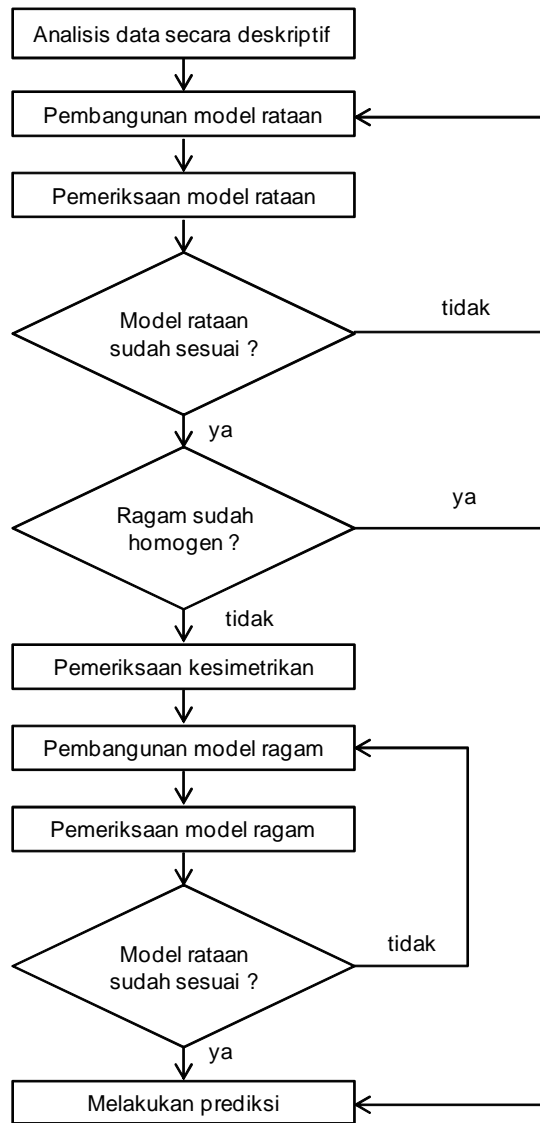 Analisis data secara deskriptif
Pembangunan model rataan
Pemeriksaan model rataan
Model rataan
sudah sesuai ?
tidak
ya
Ragam sudah
homogen ?
ya
tidak
Pemeriksaan kesimetrikan
Pembangunan model ragam
Pemeriksaan model ragam
Model rataan
sudah sesuai ?
tidak
ya
Melakukan prediksi